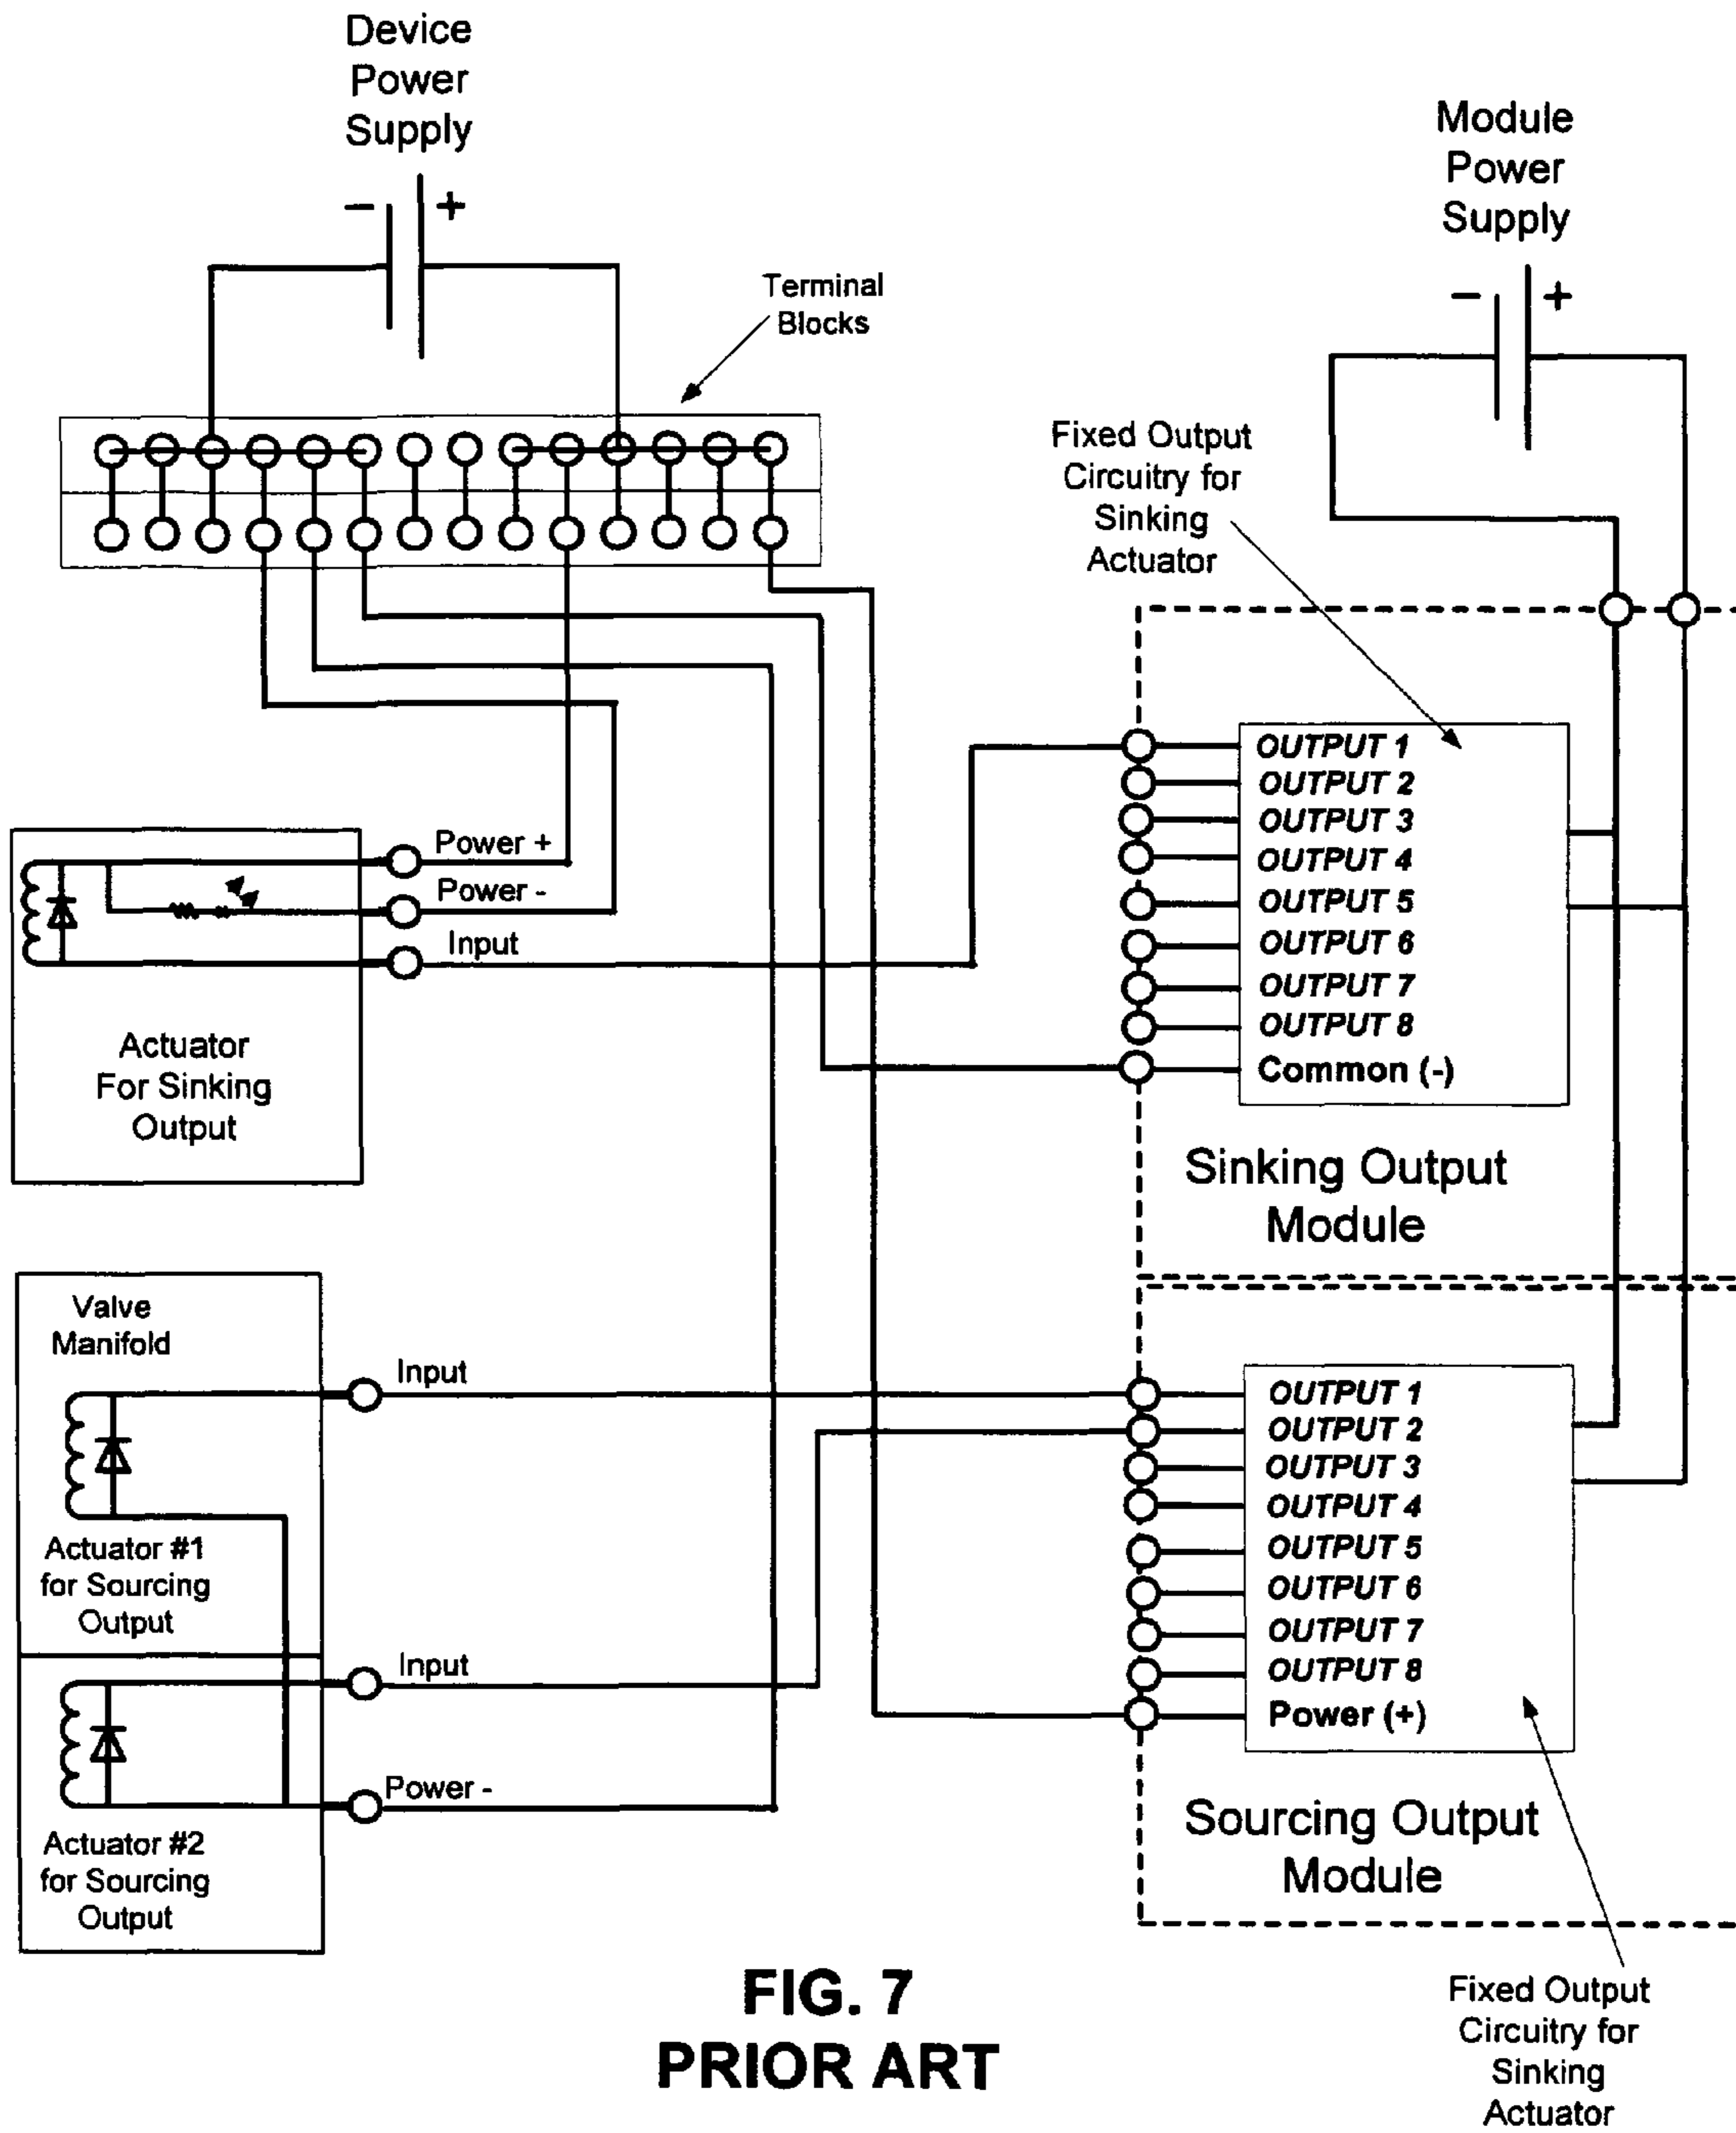 Device
Power
Supply
- +
Module
Power
Supply
- +
Terminal
Blocks
Fixed Output
Circuitry for
Sinking
Actuator
OUTPUT 1
OUTPUT 2
OUTPUT 3
OUTPUT 4
OUTPUT 5
OUTPUT 6
OUTPUT 7
OUTPUT 8
Common (-)
Sinking Output
Module
Power +
Power -
Input
Actuator
For Sinking
Output
Valve
Manifold
Input
Actuator #1
for Sourcing
Output
Input
Power -
Actuator #2
for Sourcing
Output
OUTPUT 1
OUTPUT 2
OUTPUT 3
OUTPUT 4
OUTPUT 5
OUTPUT 6
OUTPUT 7
OUTPUT 8
Power (+)
Sourcing Output
Module
Fixed Output
Circuitry for
Sinking
Actuator
FIG. 7
PRIOR ART